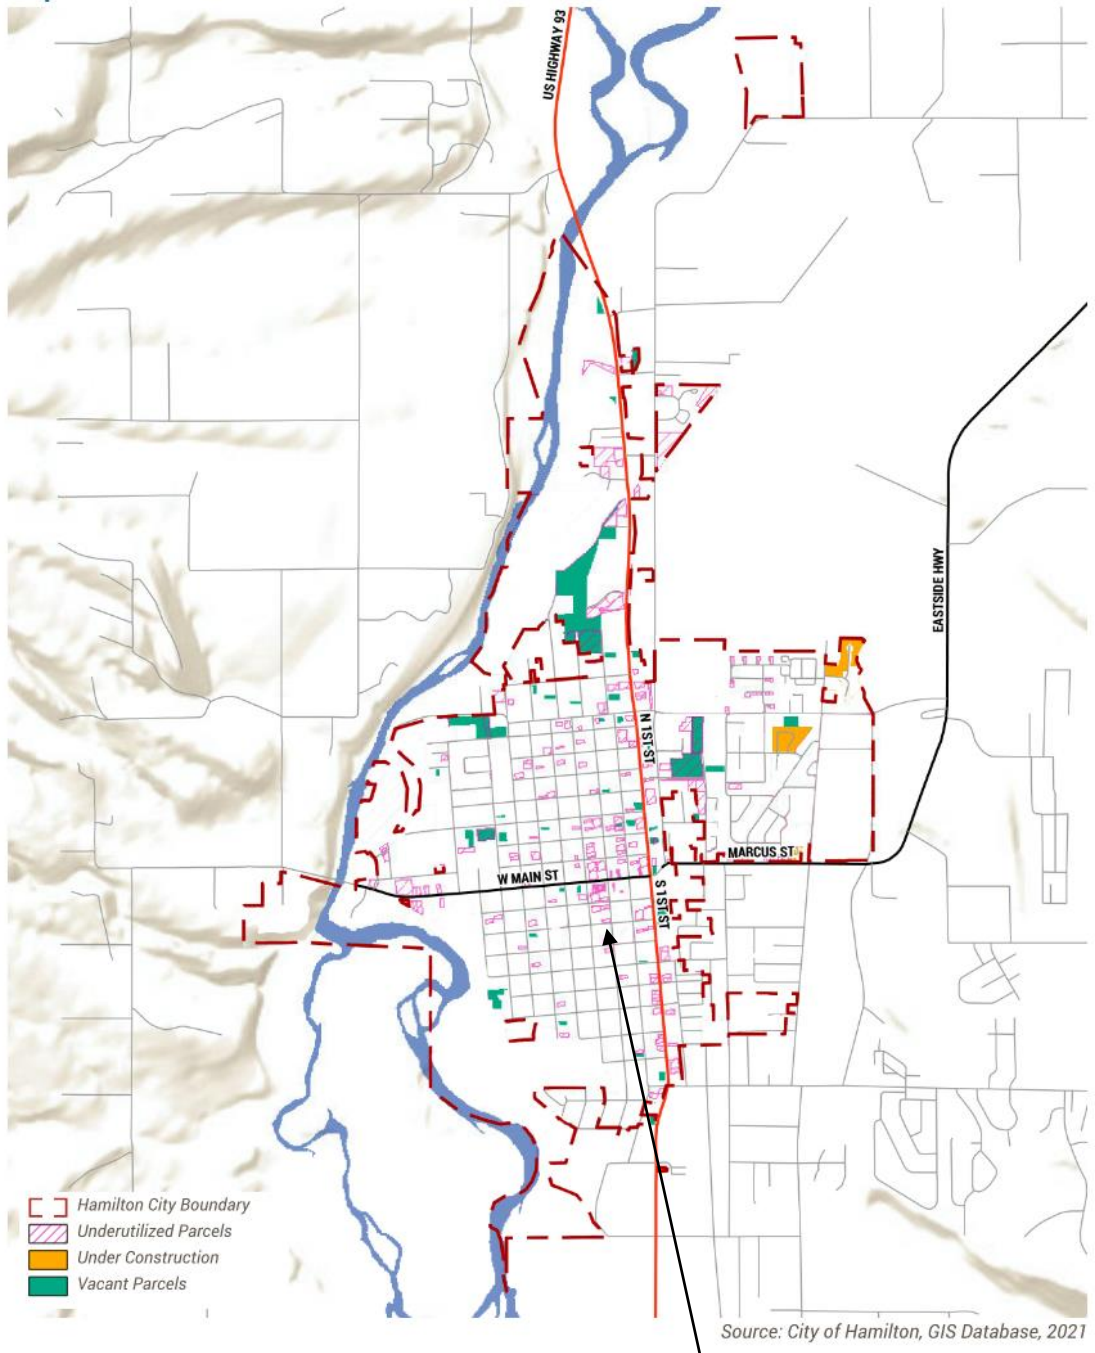 US HIGHWAY 93
EASTSIDE HWY
N 1ST ST
MARCUS ST
W MAIN ST
S 1ST ST
Hamilton City Boundary
Underutilized Parcels
Under Construction
Vacant Parcels
Source: City of Hamilton, GIS Database, 2021